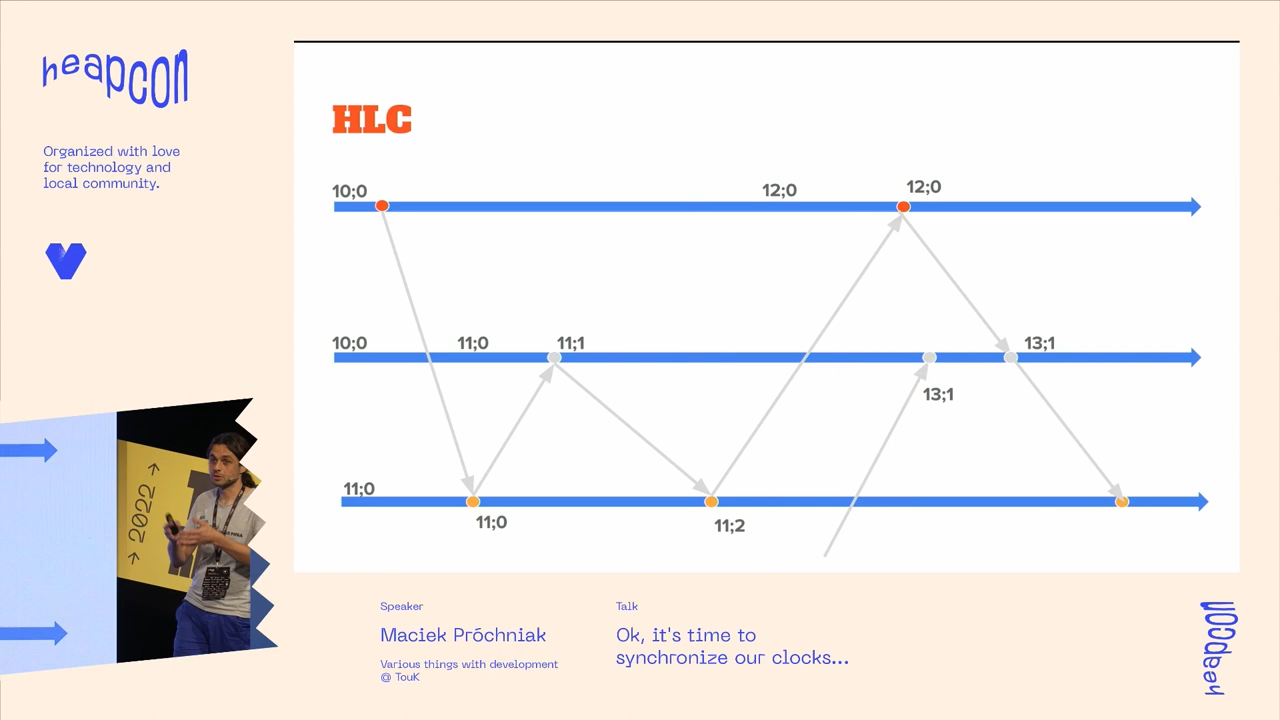 heapcon
Organized with love
for technology and
local community.
HLC
10;0
12;0
12;0
10;0
11;0
11;1
13;1
13;1
11;0
11;0
11;2
→ 2022 →
Speaker
Maciek Próchniak
Various things with development
@ TouK
Talk
Ok, it's time to
synchronize our clocks...
heapcon